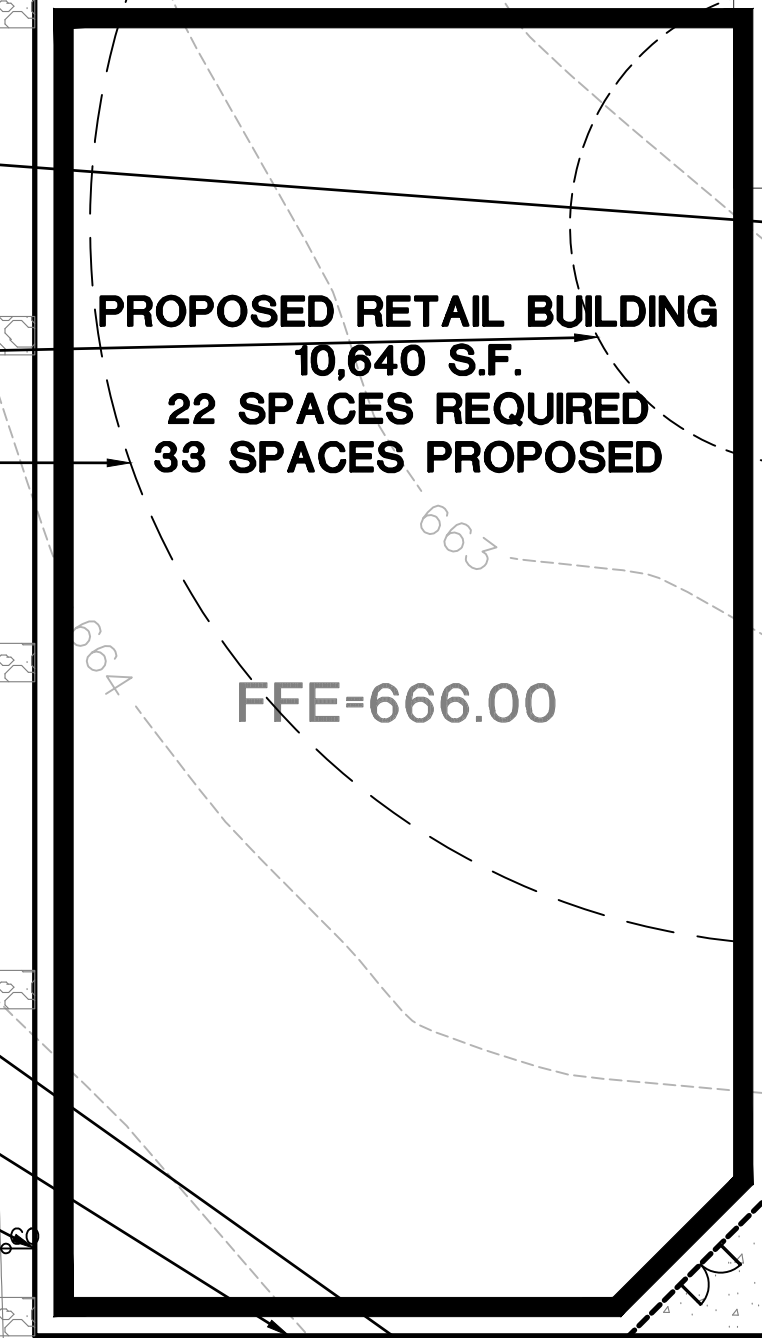 PROPOSED RETAIL BUILDING
10,640 S.F.
22 SPACES REQUIRED
33 SPACES PROPOSED
663
664
FFE=666.00